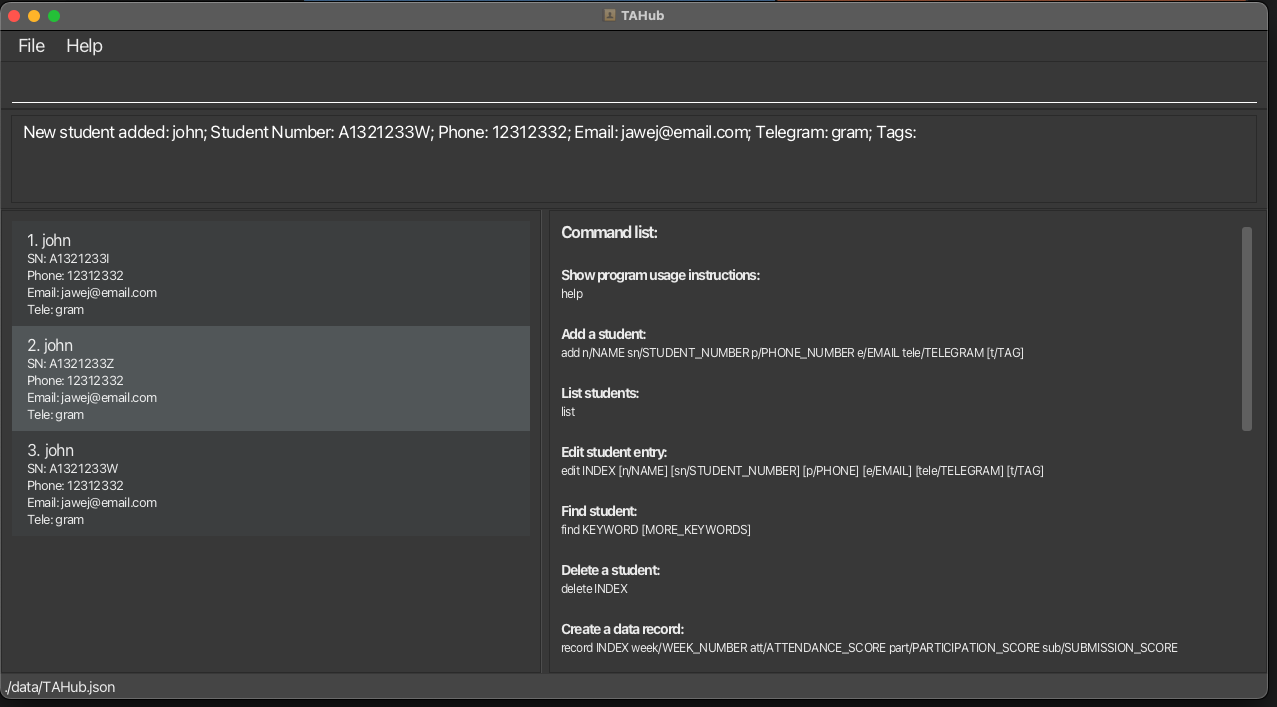 TAHub
File Help
New student added: john; Student Number: A1321233W; Phone: 12312332; Email: jawej@email.com; Telegram: gram; Tags:
1. john
SN: A1321233I
Phone: 12312332
Email: jawej@email.com
Tele: gram
2. john
SN: A1321233Z
Phone: 12312332
Email: jawej@email.com
Tele: gram
3. john
SN: A1321233W
Phone: 12312332
Email: jawej@email.com
Tele: gram
Command list:
Show program usage instructions:
help
Add a student:
add n/NAME sn/STUDENT_NUMBER p/PHONE_NUMBER e/EMAIL tele/TELEGRAM [t/TAG]
List students:
list
Edit student entry:
edit INDEX [n/NAME] [sn/STUDENT_NUMBER] [p/PHONE] [e/EMAIL] [tele/TELEGRAM] [t/TAG]
Find student:
find KEYWORD [MORE_KEYWORDS]
Delete a student:
delete INDEX
Create a data record:
record INDEX week/WEEK_NUMBER att/ATTENDANCE_SCORE part/PARTICIPATION_SCORE sub/SUBMISSION_SCORE
./data/TAHub.json